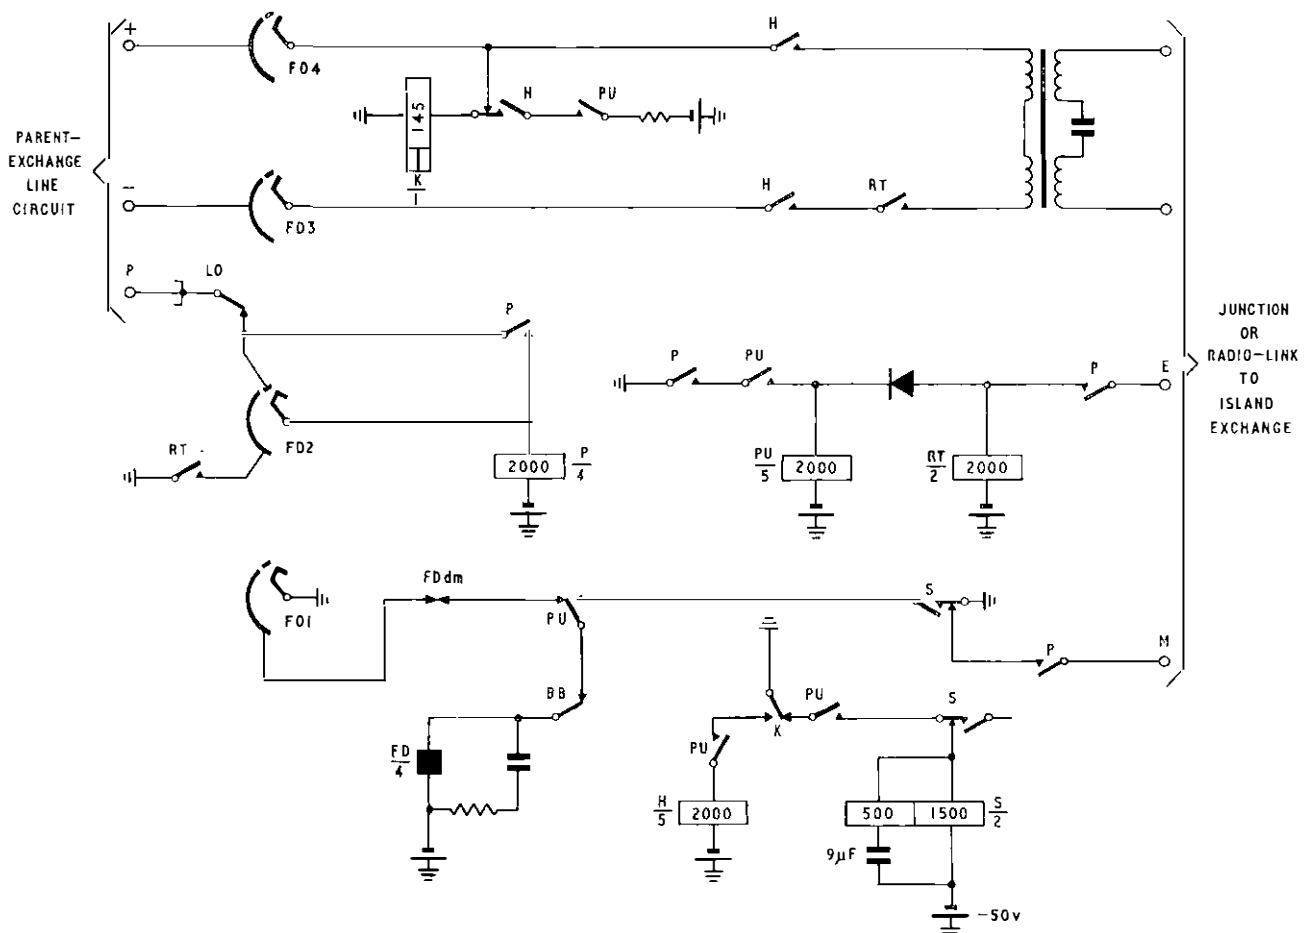 +
FD4
H
H
PU
145
K
1
PARENT-
EXCHANGE
LINE
CIRCUIT
−
FD3
H
RT
P
LO
P
FD2
RT
2000
P
4
P
PU
P
E
PU
5
2000
RT
2
2000
JUNCTION
OR
RADIO-LINK
TO
ISLAND
EXCHANGE
FD1
FDdm
PU
S
P
M
BB
K
PU
S
PU
FD
4
H
5
2000
500
1500
S
2
9μF
-50v